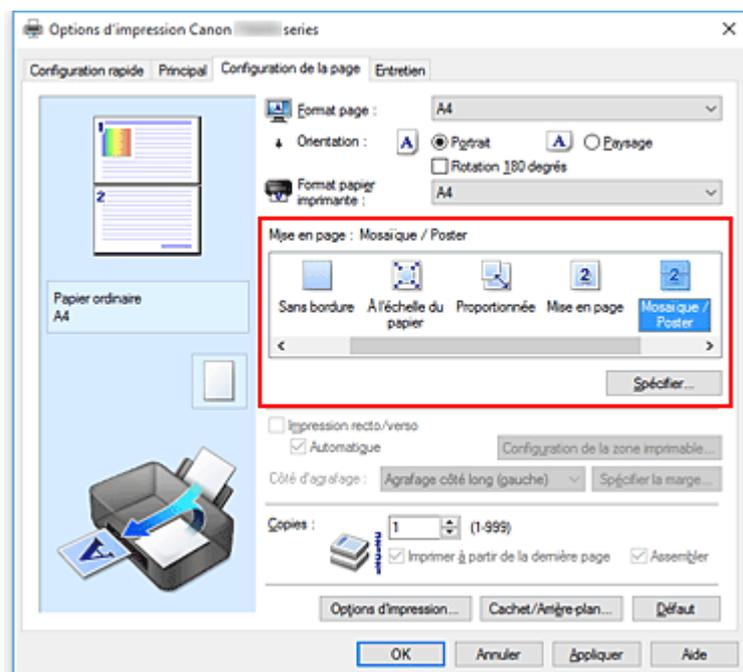 Options d'impression Canon series
Configuration rapide Principal Configuration de la page Entretien
1
2
Papier ordinaire
A4
Format page : A4
Orientation : A Portrait A Paysage
Rotation 180 degrés
Format papier
imprimante : A4
Mise en page : Mosaïque / Poster
2 2
Sans bordure À l'échelle du Proportionnée Mise en page Mosaïque /
papier Poster
Spécifier...
Impression recto/verso
Automatique Configuration de la zone imprimable...
Côté d'agrafage : Agrafage côté long (gauche) Spécifier la marge...
Copies : 1 (1-999)
Imprimer à partir de la dernière page Assembler
A
Options d'impression... Cachet/Arrière-plan... Défaut
OK Annuler Appliquer Aide